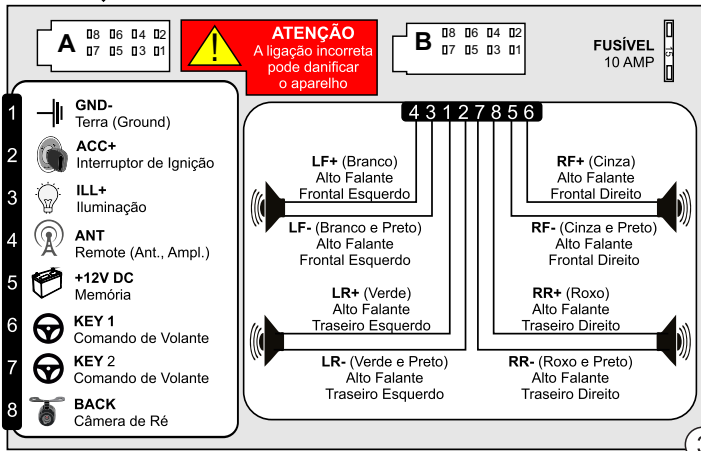 A
8 6 4 2
7 5 3 1
ATENÇÃO
A ligação incorreta
pode danificar
o aparelho
B
8 6 4 2
7 5 3 1
FUSÍVEL
10 AMP
15
1
GND-
Terra (Ground)
2
ACC+
Interruptor de Ignição
3
ILL+
Iluminação
4
ANT
Remote (Ant., Ampl.)
5
+12V DC
Memória
6
KEY 1
Comando de Volante
7
KEY 2
Comando de Volante
8
BACK
Câmera de Ré
4 3 1 2 7 8 5 6
LF+ (Branco)
Alto Falante
Frontal Esquerdo
LF- (Branco e Preto)
Alto Falante
Frontal Esquerdo
LR+ (Verde)
Alto Falante
Traseiro Esquerdo
LR- (Verde e Preto)
Alto Falante
Traseiro Esquerdo
RF+ (Cinza)
Alto Falante
Frontal Direito
RF- (Cinza e Preto)
Alto Falante
Frontal Direito
RR+ (Roxo)
Alto Falante
Traseiro Direito
RR- (Roxo e Preto)
Alto Falante
Traseiro Direito